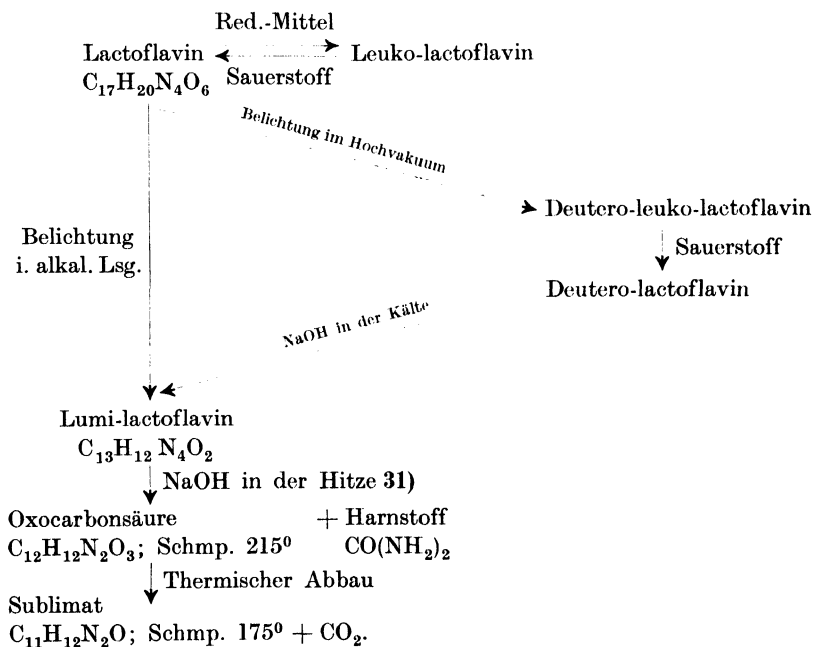 Red.-Mittel
Lactoflavin Leuko-lactoflavin
C₁₇H₂₀N₄O₆ Sauerstoff
Belichtung im Hochvakuum
Deutero-leuko-lactoflavin
Belichtung
i. alkal. Lsg.
Sauerstoff
Deutero-lactoflavin
NaOH in der Kälte
Lumi-lactoflavin
C₁₃H₁₂N₄O₂
NaOH in der Hitze 31)
Oxocarbonsäure + Harnstoff
C₁₂H₁₂N₂O₃; Schmp. 215⁰ CO(NH₂)₂
Thermischer Abbau
Sublimat
C₁₁H₁₂N₂O; Schmp. 175⁰ + CO₂.